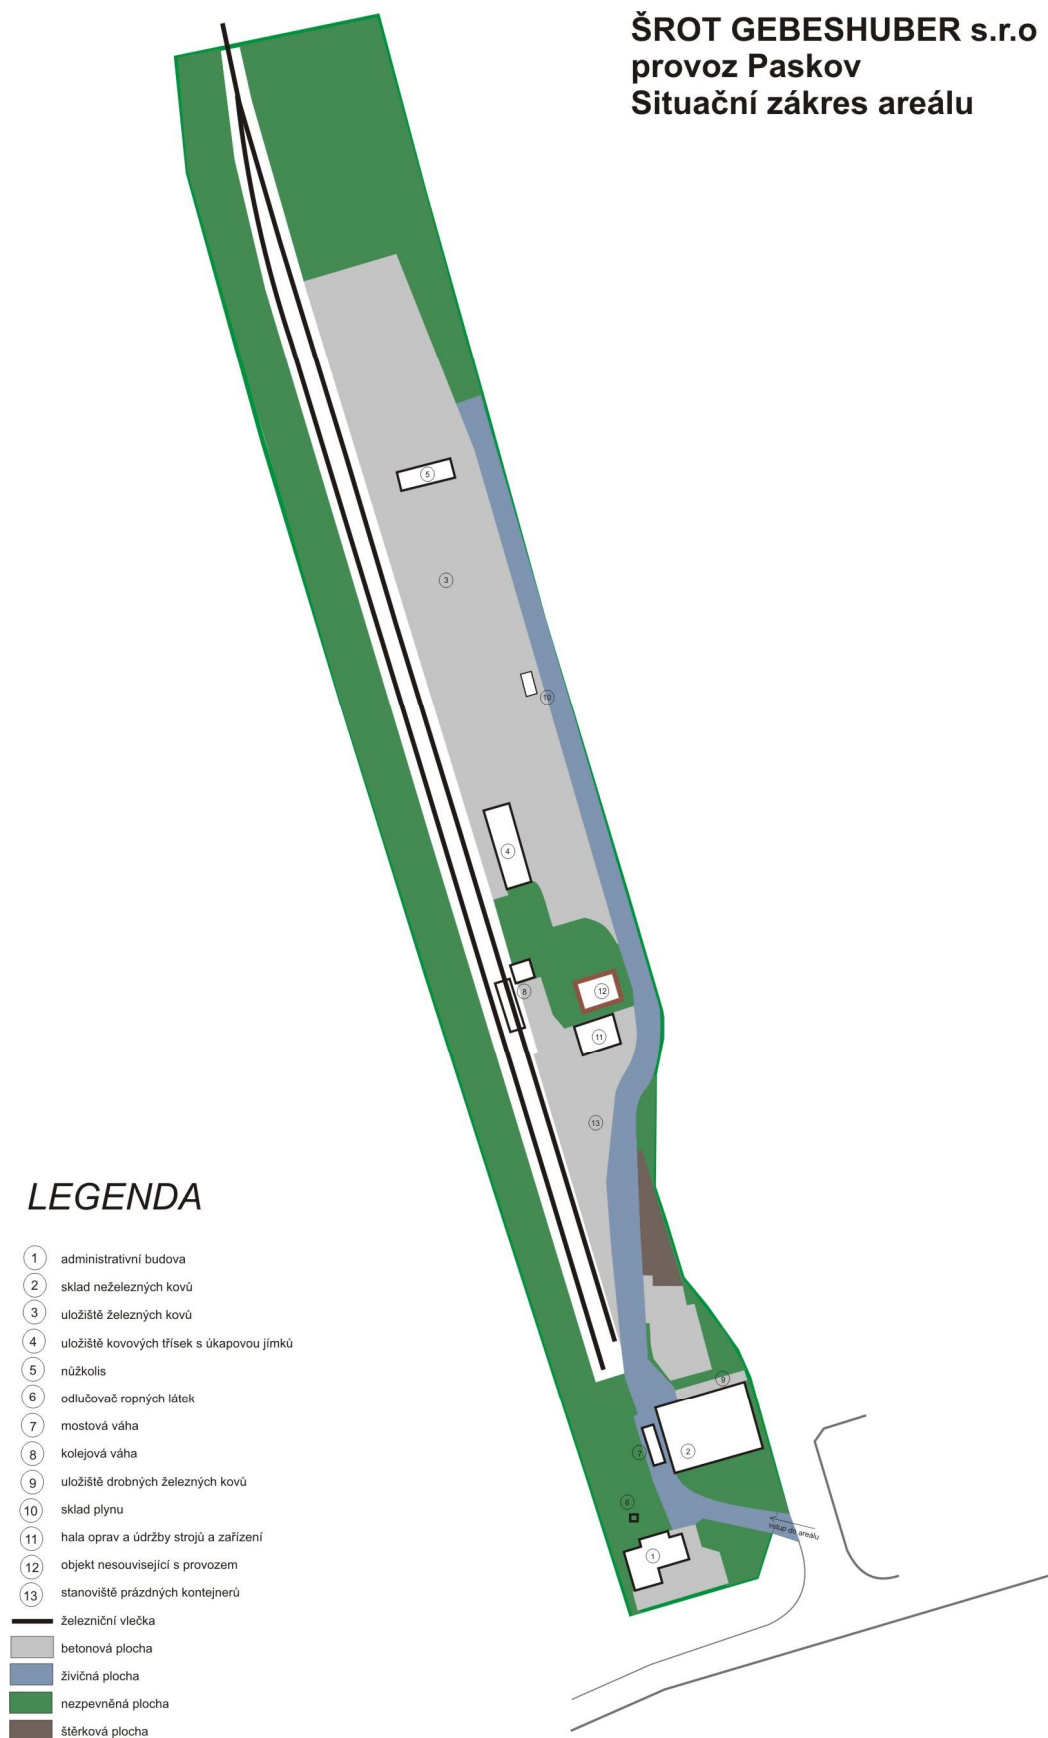 ŠROT GEBESHUBER s.r.o
provoz Paskov
Situační zákres areálu
5
3
10
4
8
12
11
13
9
7
2
6
vstup do areálu
1
LEGENDA
1 administrativní budova
2 sklad neželezných kovů
3 uložiště železných kovů
4 uložiště kovových třísek s úkapovou jímků
5 nůžkolis
6 odlučovač ropných látek
7 mostová váha
8 kolejová váha
9 uložiště drobných železných kovů
10 sklad plynu
11 hala oprav a údržby strojů a zařízení
12 objekt nesouvisející s provozem
13 stanoviště prázdných kontejnerů
železniční vlečka
betonová plocha
živičná plocha
nezpevněná plocha
štěrková plocha